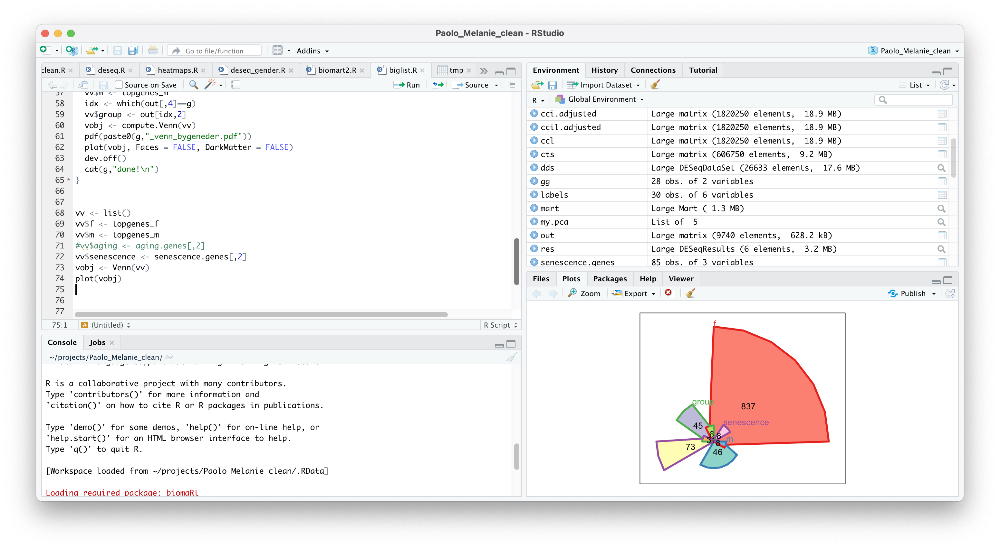 Paolo_Melanie_clean - RStudio
Go to file/function
Addins
Paolo_Melanie_clean
clean.R
deseq.R
heatmaps.R
deseq_gender.R
biomart2.R
biglist.R
tmp
Source on Save
Run
Source
57 vv$m <- topgenes_m
58 idx <- which(out[,4]==g)
59 vv$group <- out[idx,2]
60 vobj <- compute.Venn(vv)
61 pdf(paste0(g,"_venn_bygeneder.pdf"))
62 plot(vobj, Faces = FALSE, DarkMatter = FALSE)
63 dev.off()
64 cat(g,"done!\n")
65 }
66
67
68 vv <- list()
69 vv$f <- topgenes_f
70 vv$m <- topgenes_m
71 #vv$aging <- aging.genes[,2]
72 vv$senescence <- senescence.genes[,2]
73 vobj <- Venn(vv)
74 plot(vobj)
75
76
77
75:1
# (Untitled)
R Script
Console
Jobs
~/projects/Paolo_Melanie_clean/
R is a collaborative project with many contributors.
Type 'contributors()' for more information and
'citation()' on how to cite R or R packages in publications.
Type 'demo()' for some demos, 'help()' for on-line help, or
'help.start()' for an HTML browser interface to help.
Type 'q()' to quit R.
[Workspace loaded from ~/projects/Paolo_Melanie_clean/.RData]
Loading required package: biomaRt
Environment
History
Connections
Tutorial
Import Dataset
List
R
Global Environment
cci.adjusted Large matrix (1820250 elements, 18.9 MB)
ccil.adjusted Large matrix (1820250 elements, 18.9 MB)
ccl Large matrix (1820250 elements, 18.9 MB)
cts Large matrix (606750 elements, 9.2 MB)
dds Large DESeqDataSet (26633 elements, 17.6 MB)
gg 28 obs. of 2 variables
labels 30 obs. of 6 variables
mart Large Mart ( 1.3 MB)
my.pca List of 5
out Large matrix (9740 elements, 628.2 kB)
res Large DESeqResults (6 elements, 3.2 MB)
senescence.genes 85 obs. of 3 variables
Files
Plots
Packages
Help
Viewer
Zoom
Export
Publish
f
group
837
senescence
45
6
8
m
8
73
46